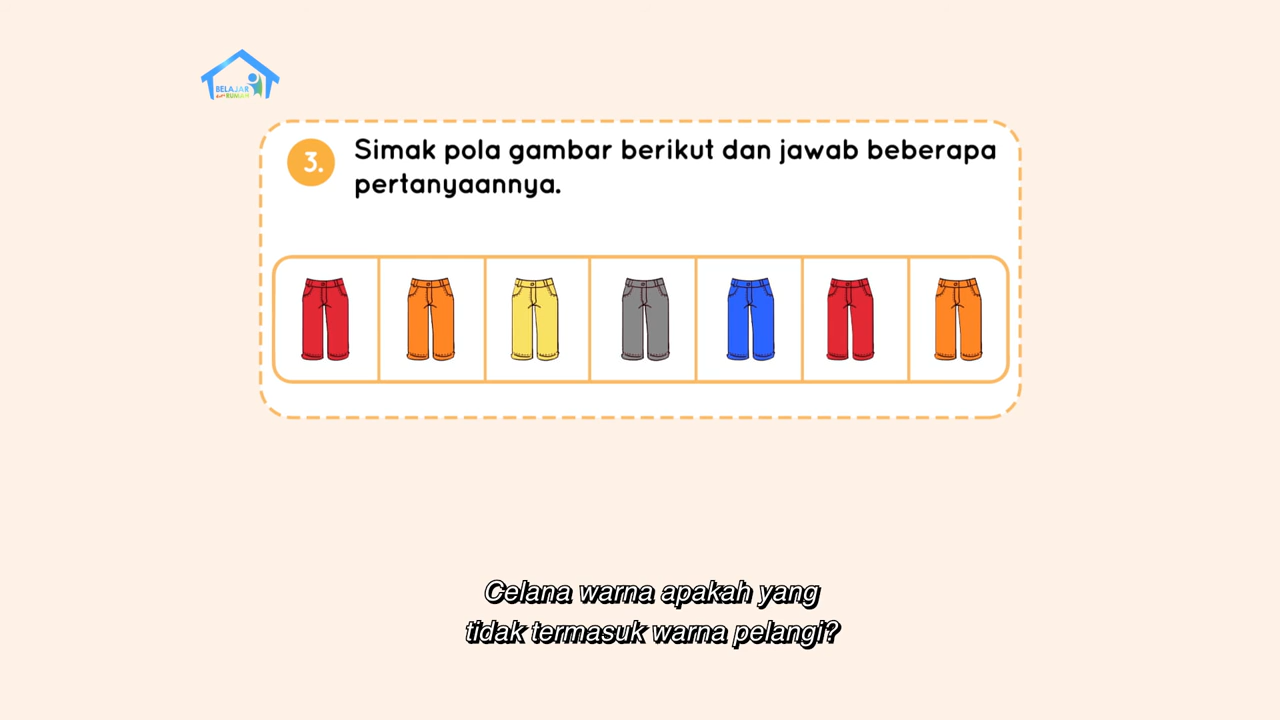 BELAJAR
dari RUMAH
3.
Simak pola gambar berikut dan jawab beberapa
pertanyaannya.
Celana warna apakah yang
tidak termasuk warna pelangi?